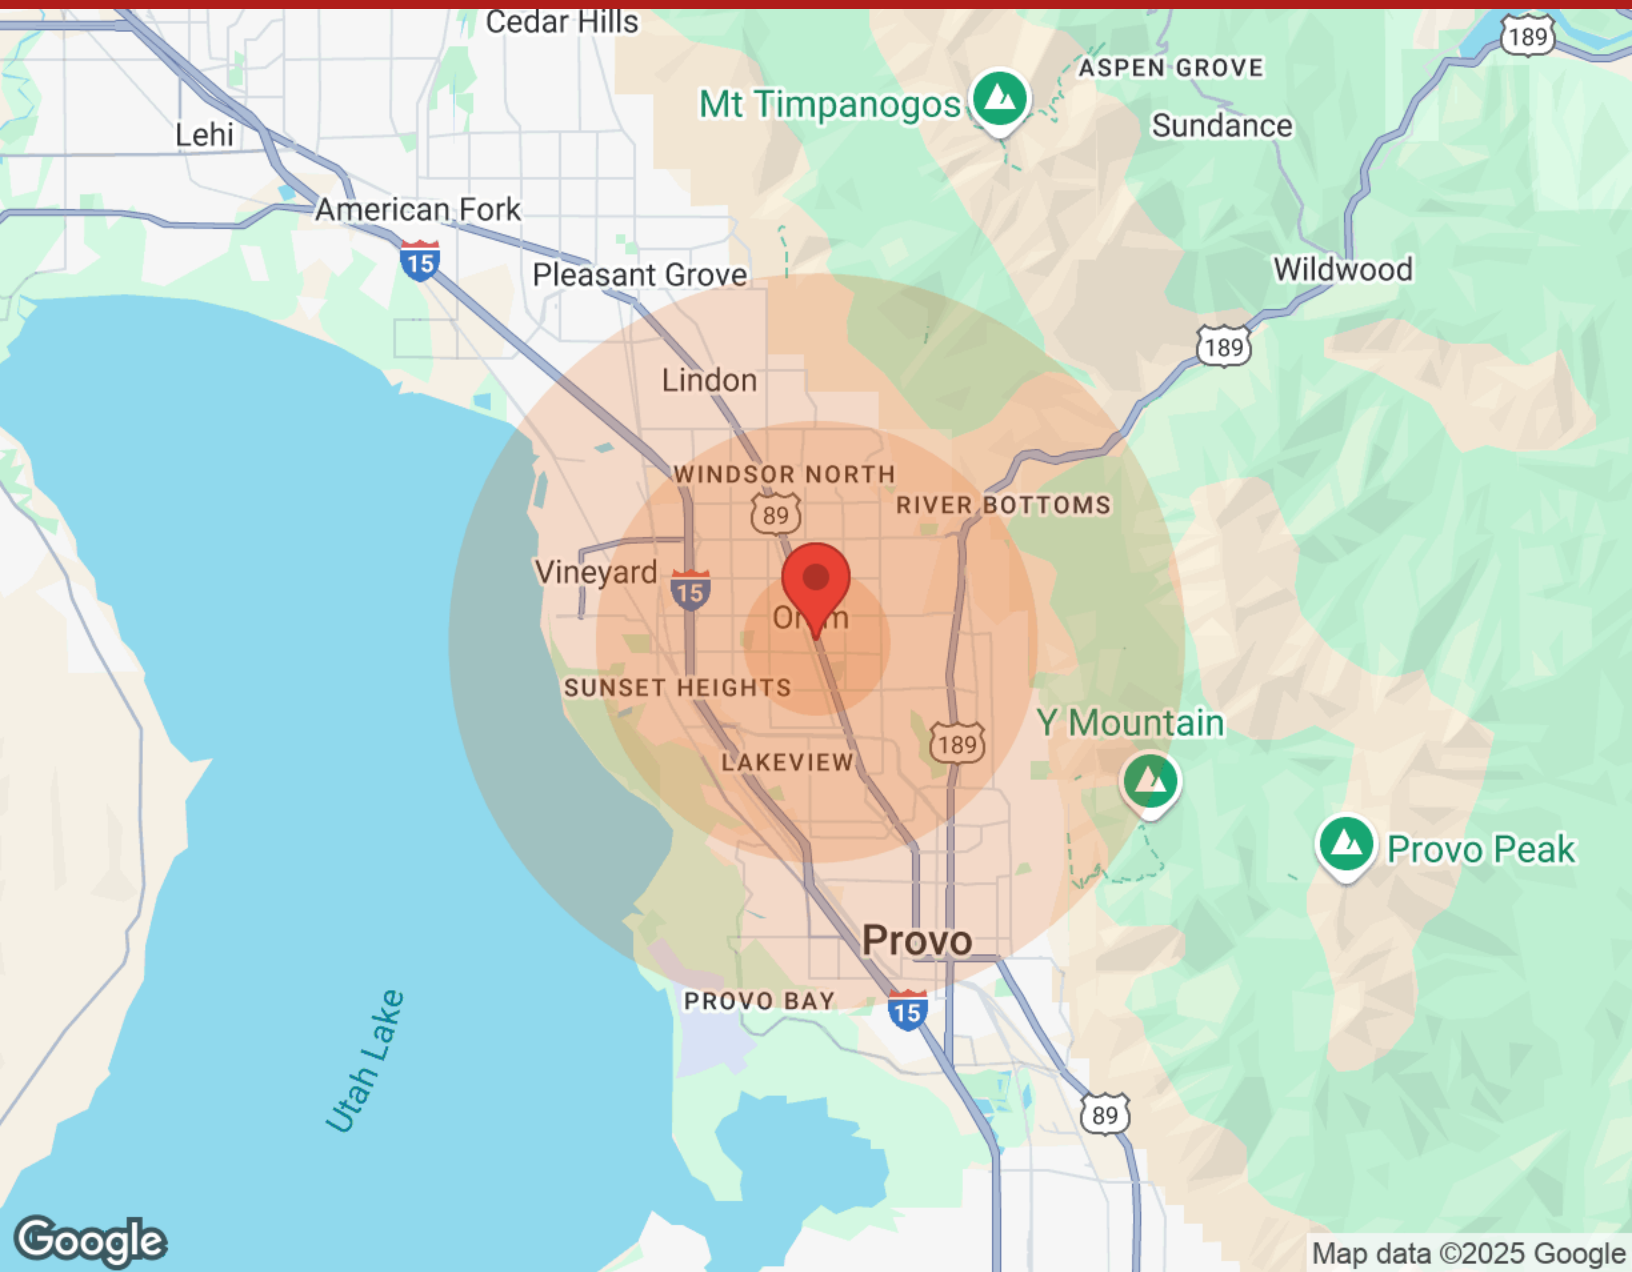 Cedar Hills
189
ASPEN GROVE
Mt Timpanogos
Sundance
Lehi
American Fork
15
Pleasant Grove
Wildwood
189
Lindon
WINDSOR NORTH
RIVER BOTTOMS
89
Vineyard
15
SUNSET HEIGHTS
Y Mountain
189
LAKEVIEW
Provo Peak
Provo
PROVO BAY
15
Utah Lake
89
Google
Map data ©2025 Google